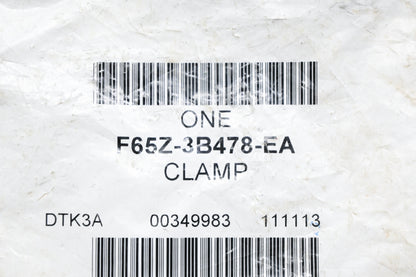 ONE
F65Z-3B478-EA
CLAMP
DTK3A 00349983 111113